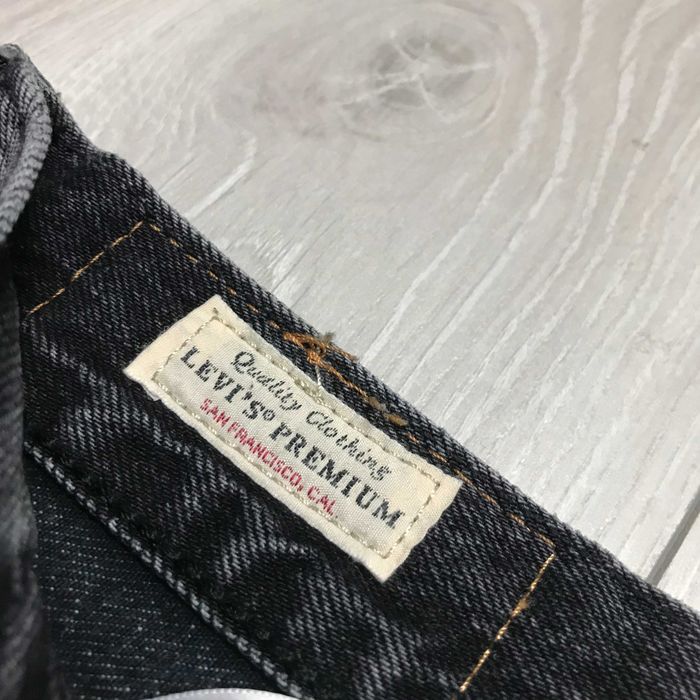 Quality Clothing
LEVI'S® PREMIUM
SAN FRANCISCO, CAL